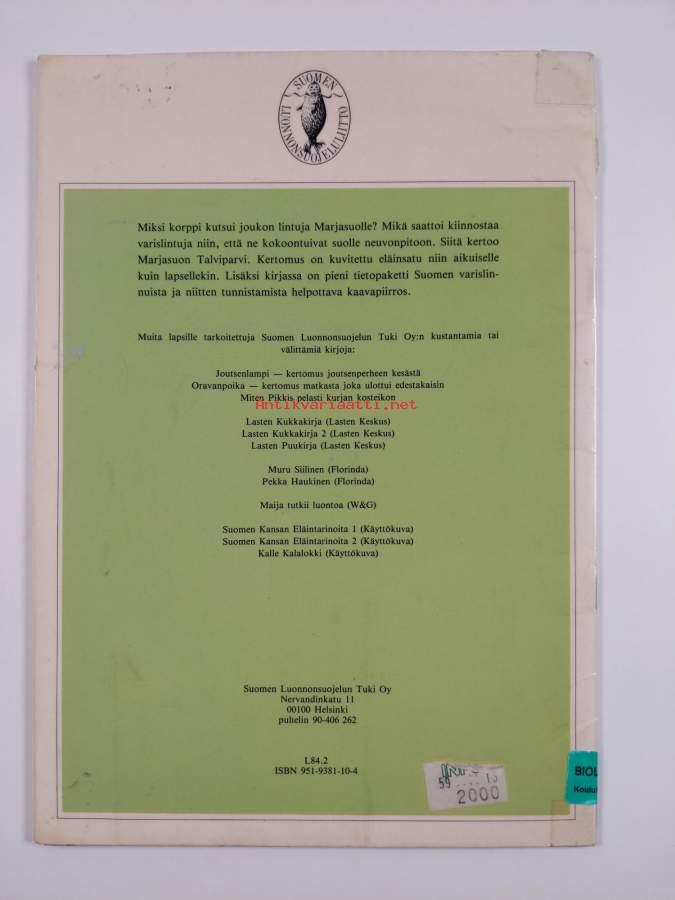 SUOMEN
LUONNONSUOJELULIITTO
Miksi korppi kutsui joukon lintuja Marjasuolle? Mikä saattoi kiinnostaa
varislintuja niin, että ne kokoontuivat suolle neuvonpitoon. Siitä kertoo
Marjasuon Talviparvi. Kertomus on kuvitettu eläinsatu niin aikuiselle
kuin lapsellekin. Lisäksi kirjassa on pieni tietopaketti Suomen varislin-
nuista ja niitten tunnistamista helpottava kaavapiirros.
Muita lapsille tarkoitettuja Suomen Luonnonsuojelun Tuki Oy:n kustantamia tai
välittämiä kirjoja:
Joutsenlampi — kertomus joutsenperheen kesästä
Oravanpoika — kertomus matkasta joka ulottui edestakaisin
Miten Pikkis pelasti kurjan kosteikon
Antikvariaatti.net
Lasten Kukkakirja (Lasten Keskus)
Lasten Kukkakirja 2 (Lasten Keskus)
Lasten Puukirja (Lasten Keskus)
Muru Siilinen (Florinda)
Pekka Haukinen (Florinda)
Maija tutkii luontoa (W&G)
Suomen Kansan Eläintarinoita 1 (Käyttökuva)
Suomen Kansan Eläintarinoita 2 (Käyttökuva)
Kalle Kalalokki (Käyttökuva)
Suomen Luonnonsuojelun Tuki Oy
Nervandinkatu 11
00100 Helsinki
puhelin 90-406 262
L84.2
ISBN 951-9381-10-4
59
2000
BIOL
Koulu